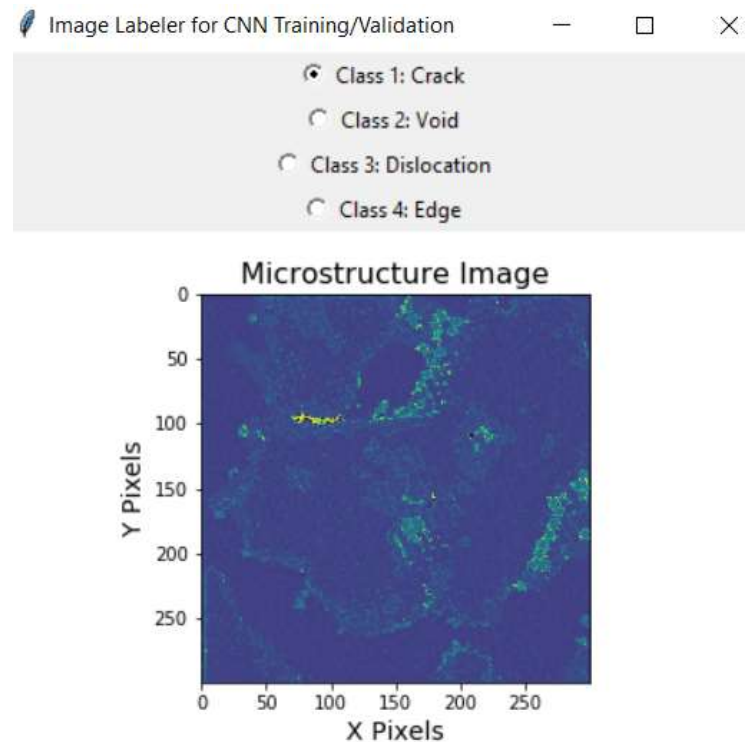 Image Labeler for CNN Training/Validation
Class 1: Crack
Class 2: Void
Class 3: Dislocation
Class 4: Edge
Microstructure Image
0
50
100
150
200
250
Y Pixels
0 50 100 150 200 250
X Pixels